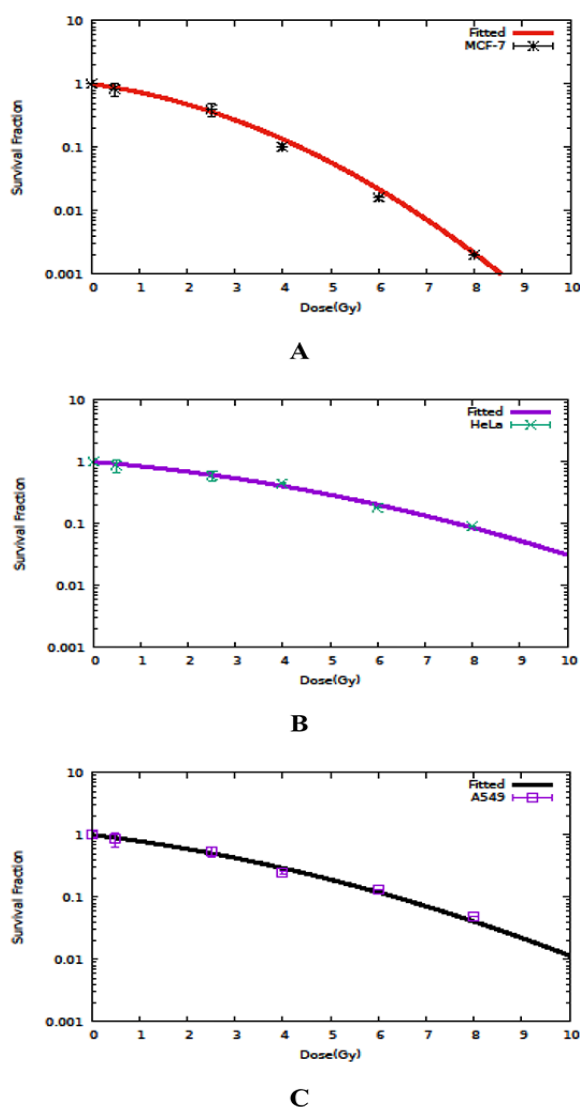 10
1
0.1
0.01
0.001
Survival Fraction
Fitted
MCF-7
0 1 2 3 4 5 6 7 8 9 10
Dose(Gy)
A
10
1
0.1
0.01
0.001
Survival Fraction
Fitted
HeLa
0 1 2 3 4 5 6 7 8 9 10
Dose(Gy)
B
10
1
0.1
0.01
0.001
Survival Fraction
Fitted
A549
0 1 2 3 4 5 6 7 8 9 10
Dose(Gy)
C